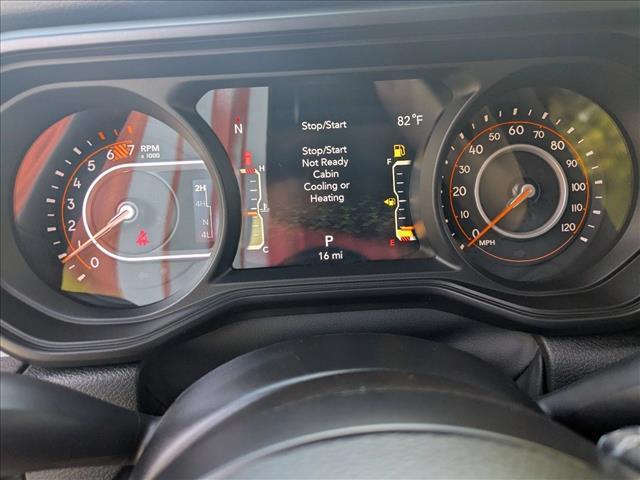 RPM
x 1000
7
6
5
4
3
2
1
0
2H
4H
N
4L
N
Stop/Start
82 °F
Stop/Start
Not Ready
Cabin
Cooling or
Heating
H
C
F
E
P
16 mi
0
10
20
30
40
50
60
70
80
90
100
110
120
MPH